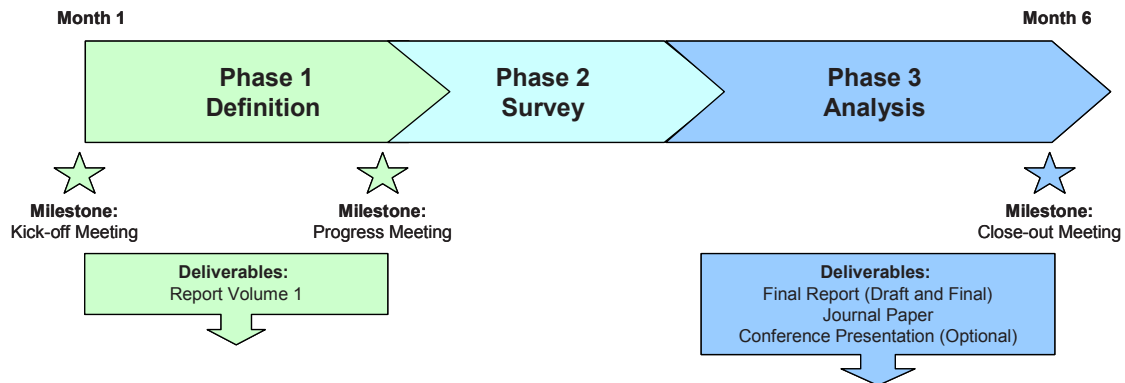 Month 1
Month 6
Phase 1
Definition
Phase 2
Survey
Phase 3
Analysis
Milestone:
Kick-off Meeting
Milestone:
Progress Meeting
Milestone:
Close-out Meeting
Deliverables:
Report Volume 1
Deliverables:
Final Report (Draft and Final)
Journal Paper
Conference Presentation (Optional)